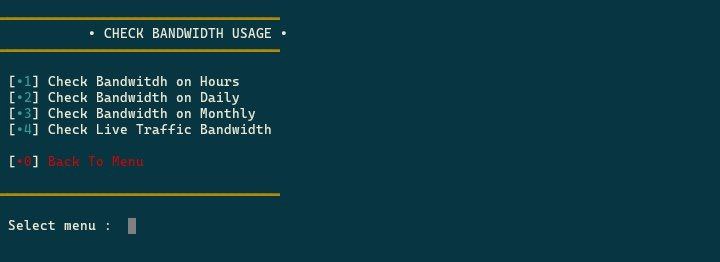 • CHECK BANDWIDTH USAGE •
[•1] Check Bandwitdh on Hours
[•2] Check Bandwidth on Daily
[•3] Check Bandwidth on Monthly
[•4] Check Live Traffic Bandwidth
[•0] Back To Menu
Select menu :